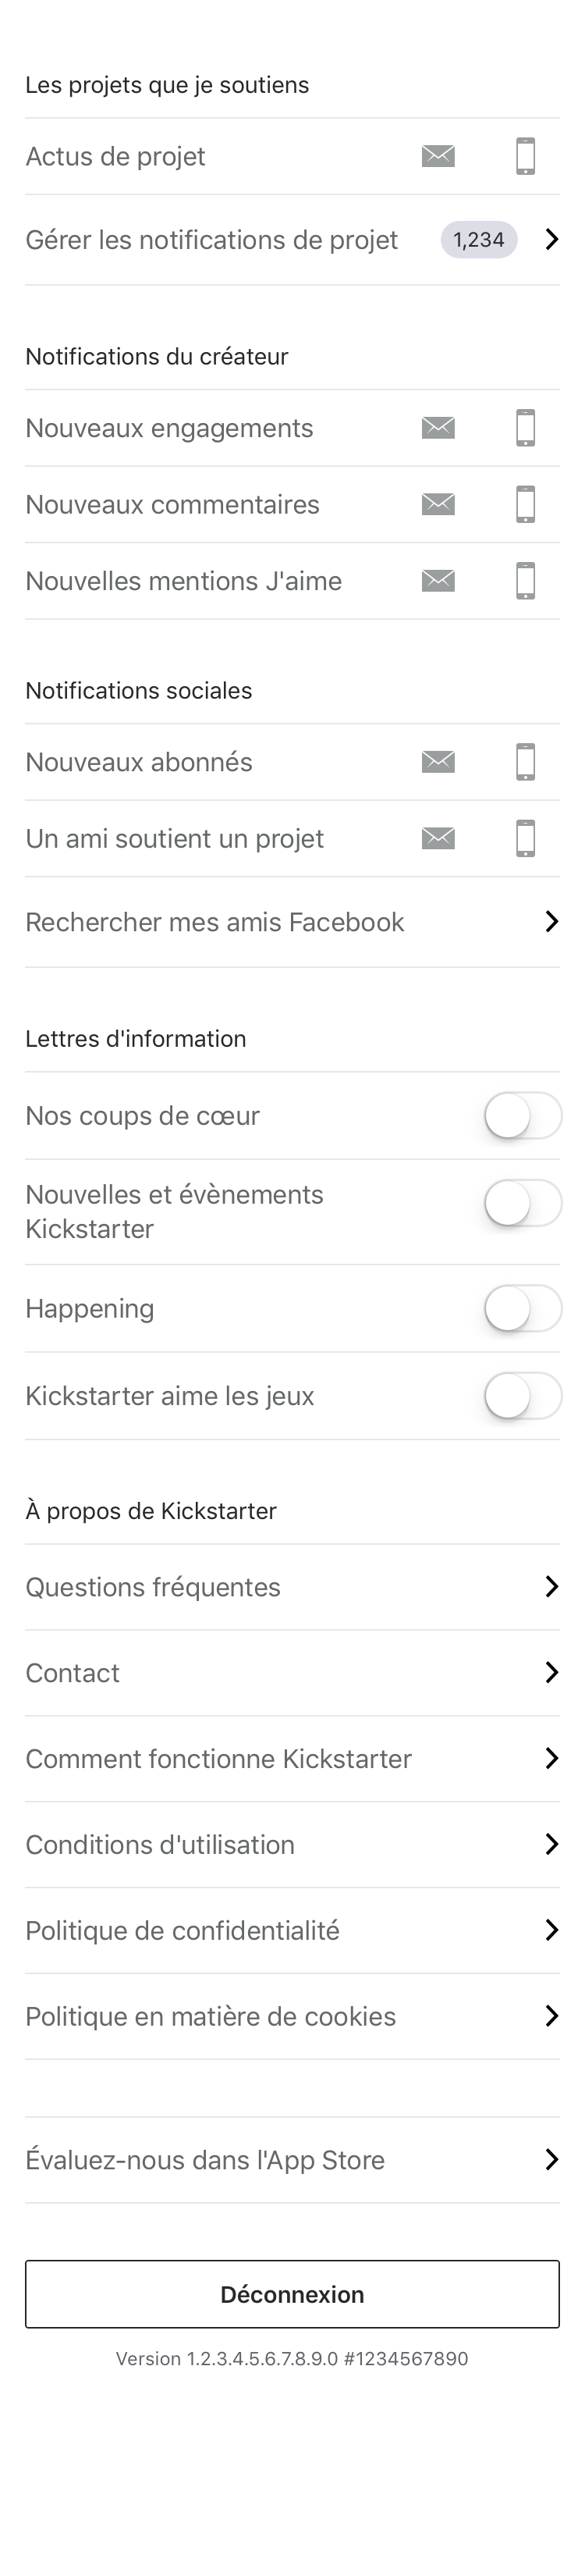 Les projets que je soutiens
Actus de projet
Gérer les notifications de projet 1,234
Notifications du créateur
Nouveaux engagements
Nouveaux commentaires
Nouvelles mentions J'aime
Notifications sociales
Nouveaux abonnés
Un ami soutient un projet
Rechercher mes amis Facebook
Lettres d'information
Nos coups de cœur
Nouvelles et évènements
Kickstarter
Happening
Kickstarter aime les jeux
À propos de Kickstarter
Questions fréquentes
Contact
Comment fonctionne Kickstarter
Conditions d'utilisation
Politique de confidentialité
Politique en matière de cookies
Évaluez-nous dans l'App Store
Déconnexion
Version 1.2.3.4.5.6.7.8.9.0 #1234567890